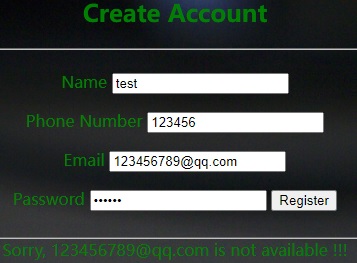 Create Account
Name test
Phone Number 123456
Email 123456789@qq.com
Password •••••• Register
Sorry, 123456789@qq.com is not available !!!